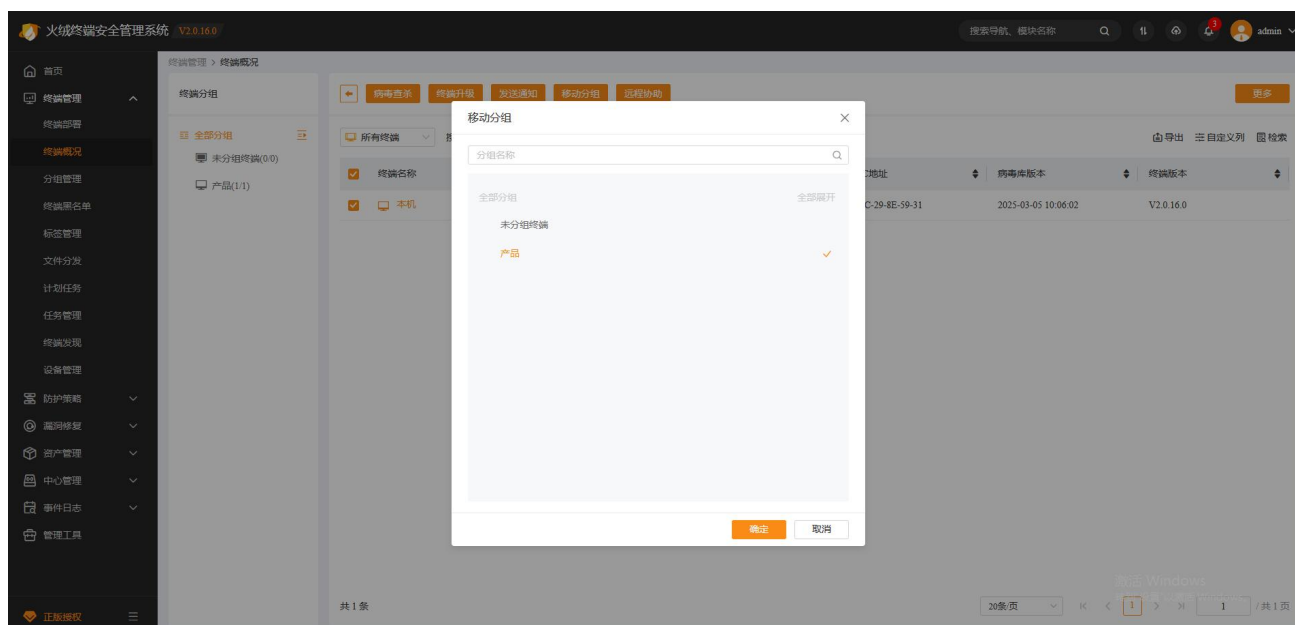 火绒终端安全管理系统 V2.0.16.0
搜索导航、模块名称
3
admin
首页
终端管理
终端部署
终端概况
分组管理
终端黑名单
标签管理
文件分发
计划任务
任务管理
终端发现
设备管理
防护策略
漏洞修复
资产管理
中心管理
事件日志
管理工具
正版授权
终端管理 > 终端概况
终端分组
全部分组
未分组终端(0/0)
产品(1/1)
病毒查杀 终端升级 发送通知 移动分组 远程协助 更多
所有终端
导出 自定义列 检索
终端名称 C地址 病毒库版本 终端版本
本机 C-29-8E-59-31 2025-03-05 10:06:02 V2.0.16.0
移动分组
分组名称
全部分组 全部展开
未分组终端
产品
确定 取消
激活 Windows
共 1 条 20条/页 1 1 / 共 1 页